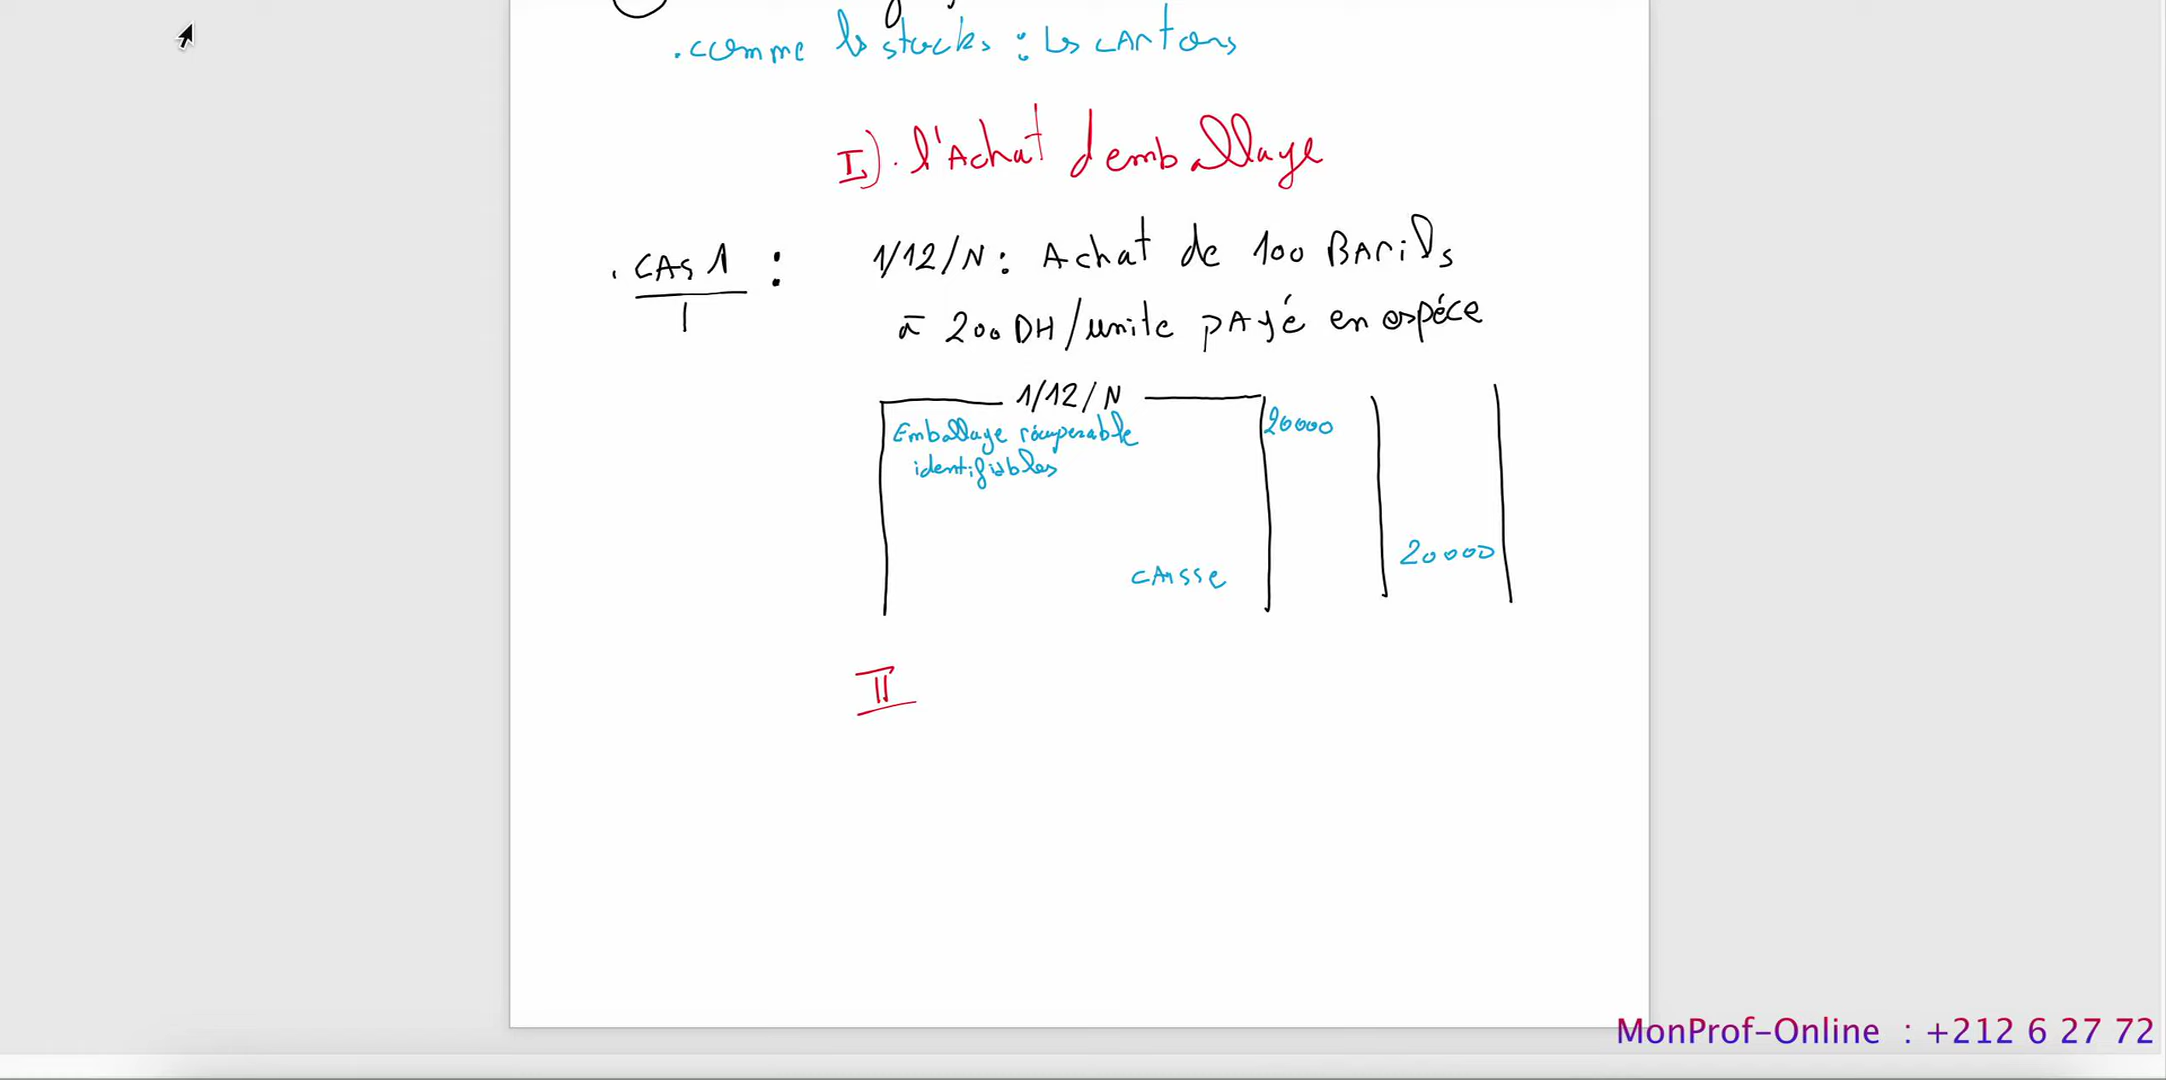 . comme les stocks : les cartons
I). l'Achat d'emballage
. CAS 1 :
1/12/N : Achat de 100 BArils
à 200 DH/unite pAyé en espéce
1/12/N
Emballage récuperable 20000
identifiables
20000
CAisse
II
MonProf-Online : +212 6 27 72